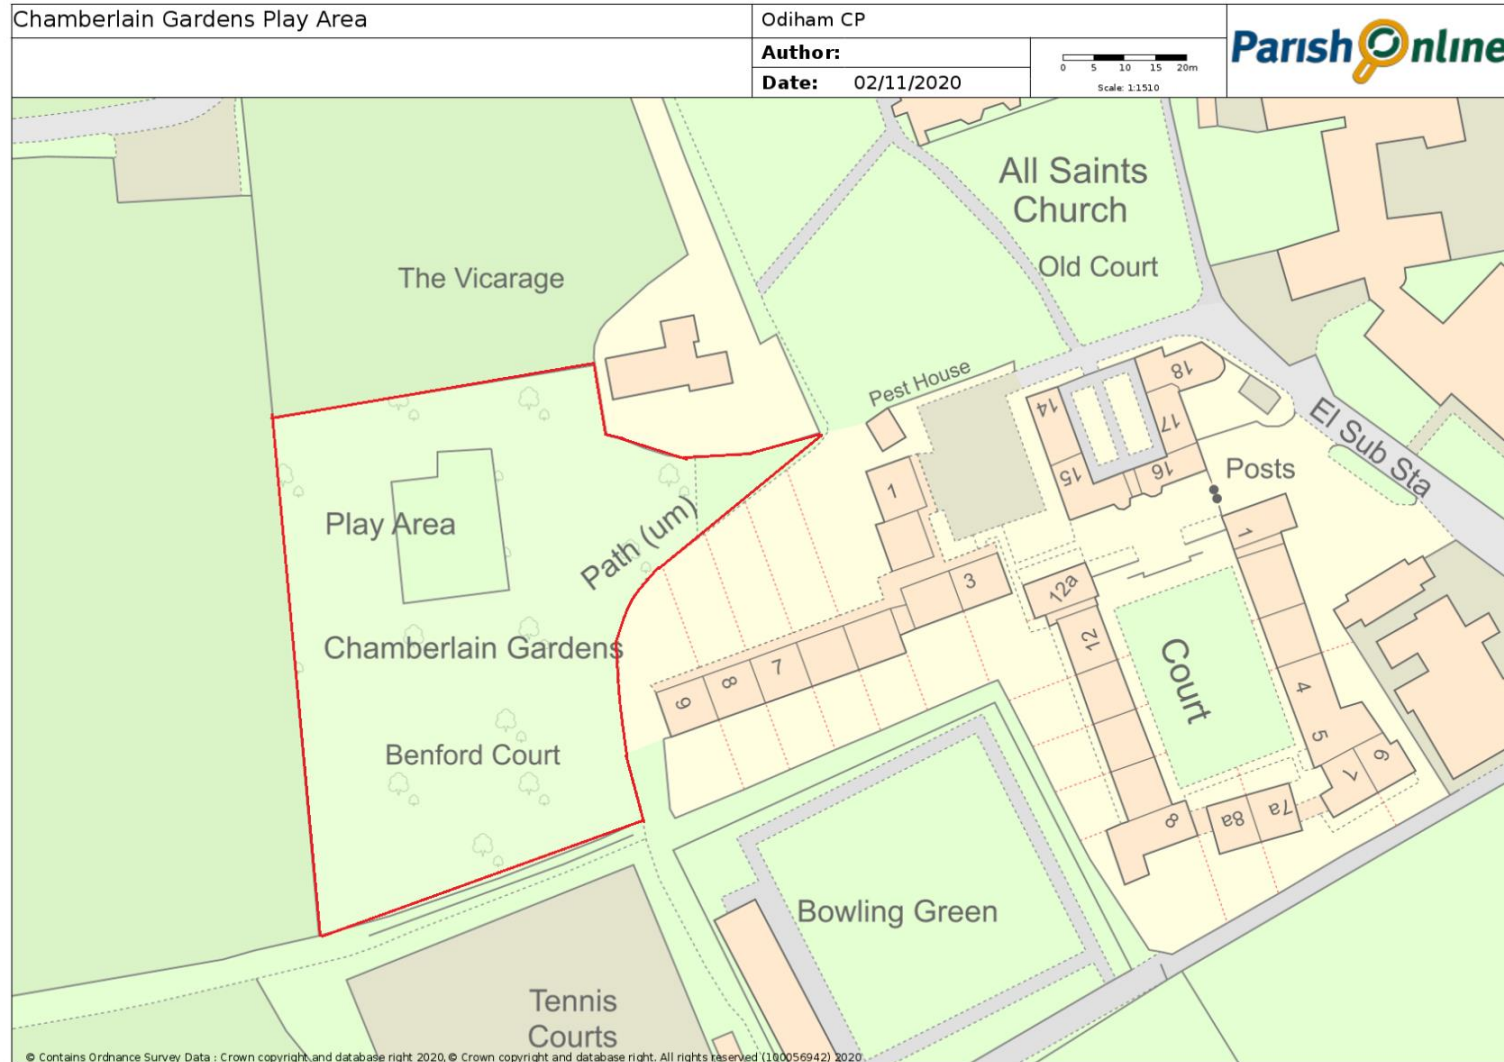 Chamberlain Gardens Play Area
Odiham CP
Author:
Date: 02/11/2020
0 5 10 15 20m
Scale: 1:1510
Parish Online
All Saints
Church
Old Court
The Vicarage
Pest House
18
14
17
15
16
El Sub Sta
Posts
1
1
Play Area
Path (um)
3
12a
12
Chamberlain Gardens
7
8
9
Court
4
5
6
7
Benford Court
8
8a
7a
Bowling Green
Tennis
Courts
© Contains Ordnance Survey Data : Crown copyright and database right 2020,© Crown copyright and database right. All rights reserved (100056942) 2020